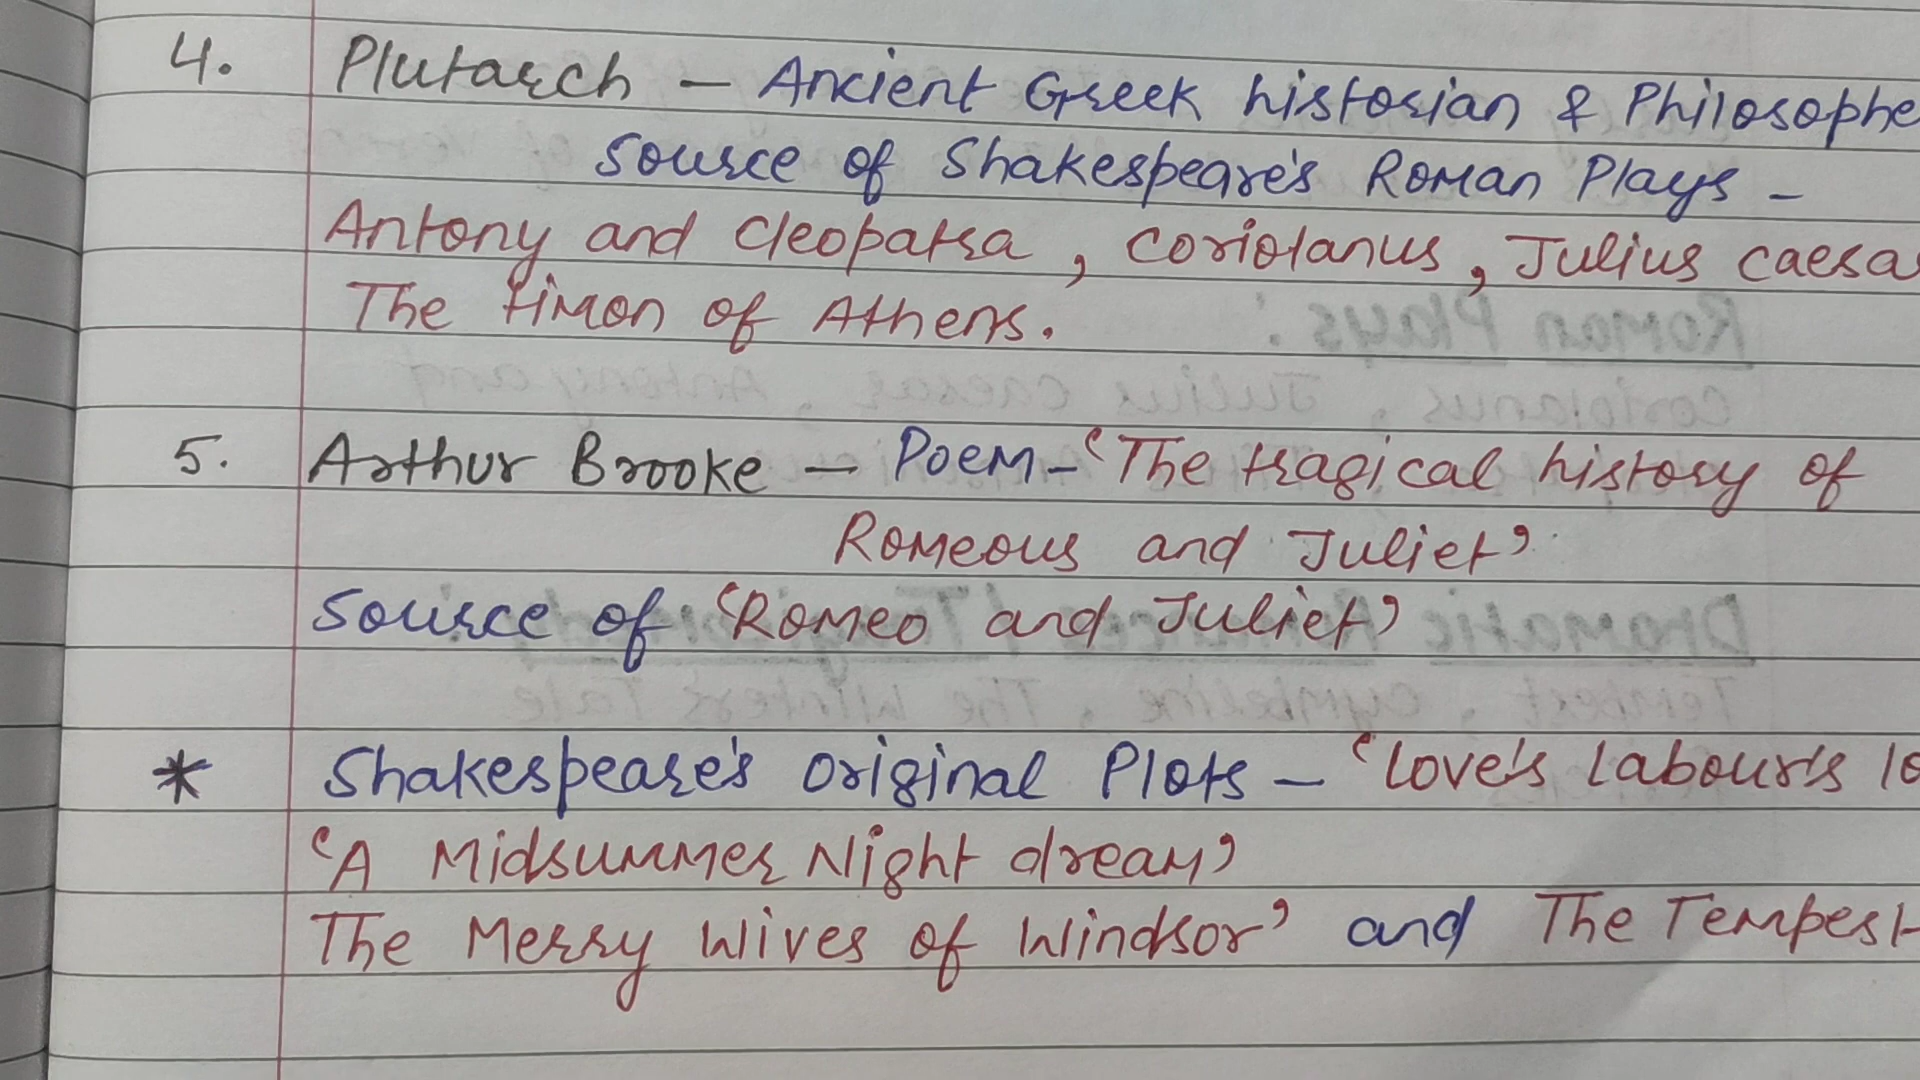 4. Plutarch – Ancient Greek historian & Philosophe
Source of Shakespeare's Roman Plays –
Antony and Cleopatra, Coriolanus, Julius Caesar
The timon of Athens.
5. Arthur Brooke – Poem – 'The tragical history of
Romeous and Juliet'
Source of 'Romeo and Juliet'
* Shakespeare's Original Plots – 'Love's Labour's lo
'A Midsummer Night dream'
The Merry Wives of Windsor' and The Tempest